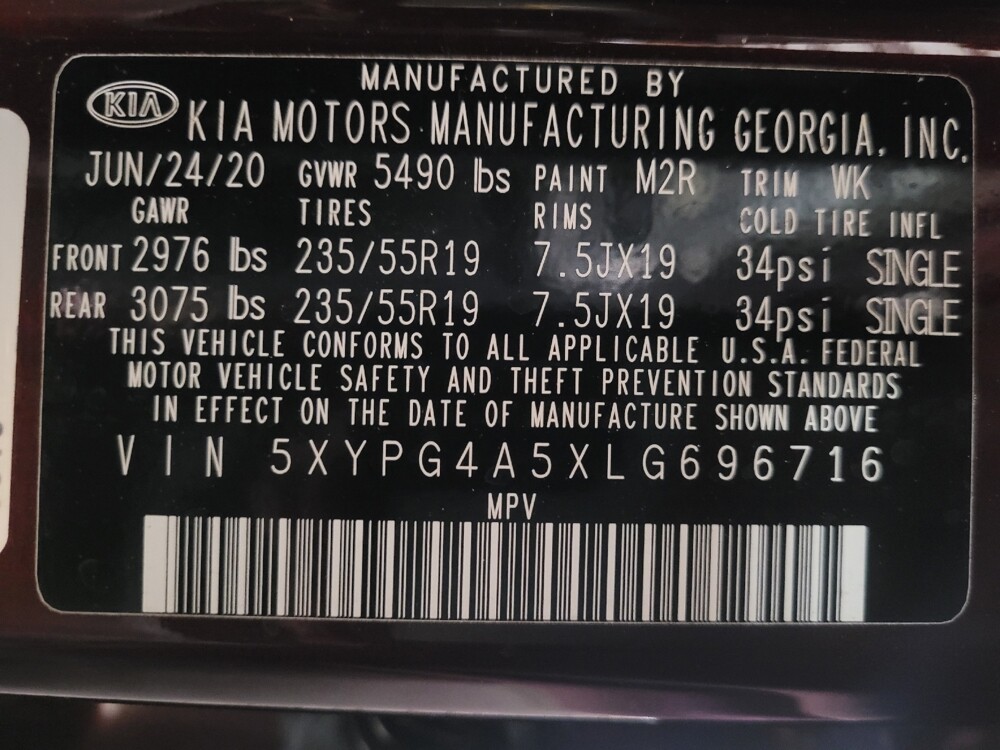 MANUFACTURED BY
KIA KIA MOTORS MANUFACTURING GEORGIA, INC.
JUN/24/20 GVWR 5490 lbs PAINT M2R TRIM WK
GAWR TIRES RIMS COLD TIRE INFL
FRONT 2976 lbs 235/55R19 7.5JX19 34psi SINGLE
REAR 3075 lbs 235/55R19 7.5JX19 34psi SINGLE
THIS VEHICLE CONFORMS TO ALL APPLICABLE U.S.A. FEDERAL
MOTOR VEHICLE SAFETY AND THEFT PREVENTION STANDARDS
IN EFFECT ON THE DATE OF MANUFACTURE SHOWN ABOVE
VIN 5XYPG4A5XLG696716
MPV